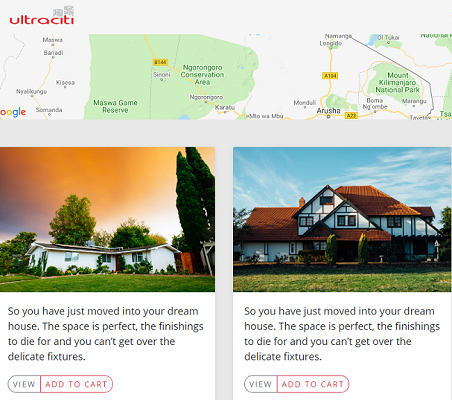 ultraciti
Maswa
Bariadi
Nyalikungu
Kisesa
Somanda
Maswa Game
Reserve
B144
Sinoni
Ngorongoro
Conservation
Area
Ngorongoro
Karatu
Mto wa Mbu
Namanga
Longido
Ol Tukai
National
A104
Monduli
Arusha
A23
Mount
Kilimanjaro
National Park
Boma
Ng'ombe
Marangu
Taveta
Tsa
oogle
So you have just moved into your dream
house. The space is perfect, the finishings
to die for and you can't get over the
delicate fixtures.
VIEW ADD TO CART
So you have just moved into your dream
house. The space is perfect, the finishings
to die for and you can't get over the
delicate fixtures.
VIEW ADD TO CART